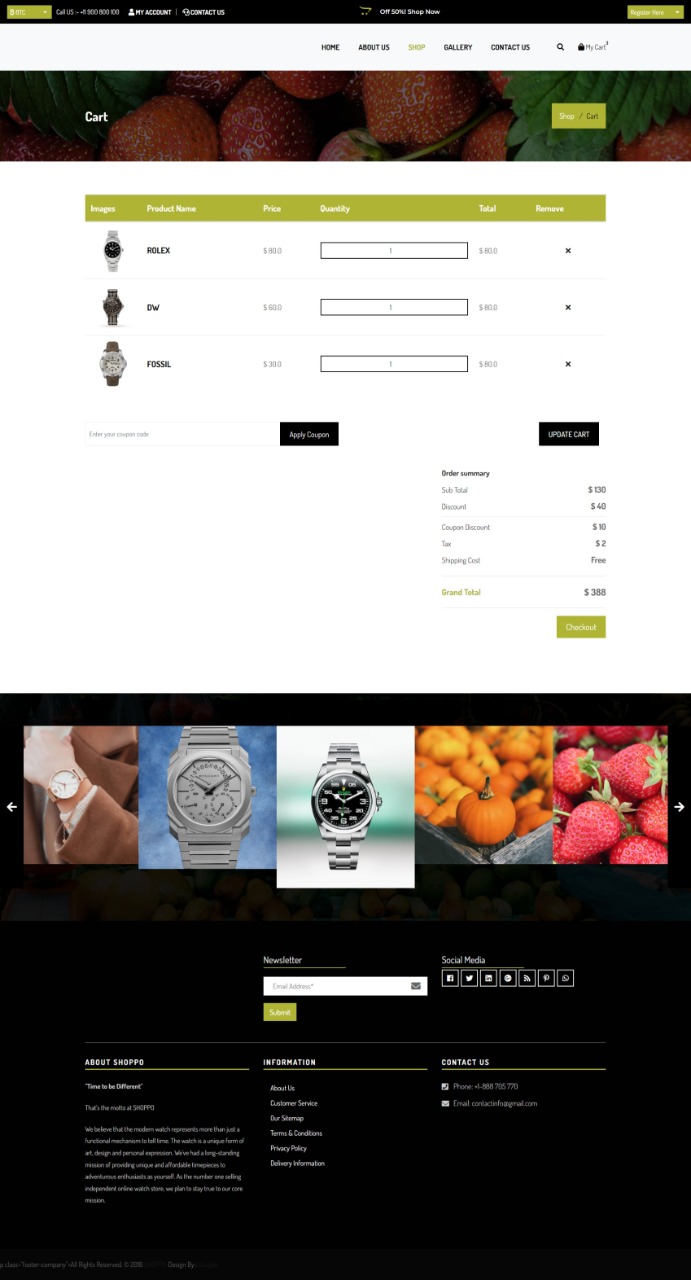 BTC
Call US :- +11 900 800 100
MY ACCOUNT
CONTACT US
Off 50%! Shop Now
Register Here
HOME
ABOUT US
SHOP
GALLERY
CONTACT US
3
My Cart
Cart
Shop / Cart
Images Product Name Price Quantity Total Remove
ROLEX $ 80.0 1 $ 80.0 ×
DW $ 60.0 1 $ 80.0 ×
FOSSIL $ 30.0 1 $ 80.0 ×
Enter your coupon code
Apply Coupon
UPDATE CART
Order summary
Sub Total $ 130
Discount $ 40
Coupon Discount $ 10
Tax $ 2
Shipping Cost Free
Grand Total $ 388
Checkout
Newsletter
Email Address*
Submit
Social Media
ABOUT SHOPPO
"Time to be Different"
That's the motto at SHOPPO
We believe that the modern watch represents more than just a
functional mechanism to tell time. The watch is a unique form of
art, design and personal expression. We've had a long-standing
mission of providing unique and affordable timepieces to
adventurous enthusiasts as yourself. As the number one selling
independent online watch store, we plan to stay true to our core
mission.
INFORMATION
About Us
Customer Service
Our Sitemap
Terms & Conditions
Privacy Policy
Delivery Information
CONTACT US
Phone: +1-888 705 770
Email: contactinfo@gmail.com
p class="footer-company">All Rights Reserved. © 2018 SHOPPO Design By